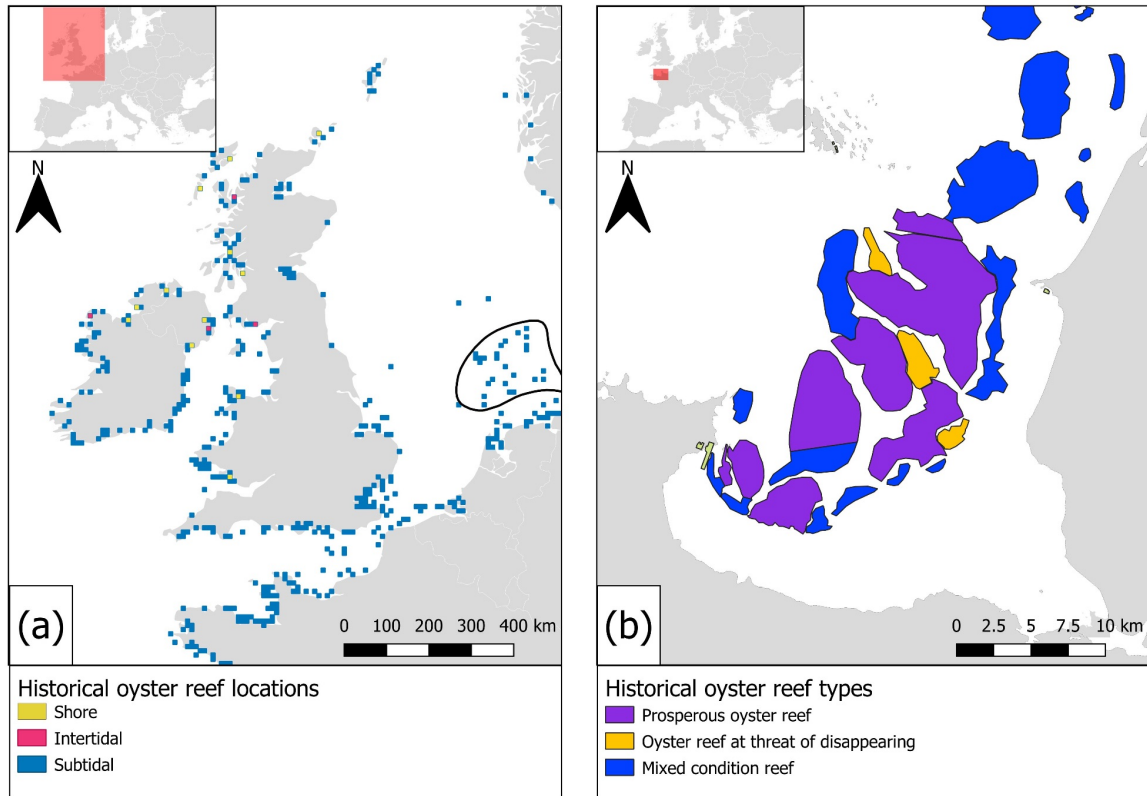 N
(a)
0 100 200 300 400 km
Historical oyster reef locations
Shore
Intertidal
Subtidal
N
(b)
0 2.5 5 7.5 10 km
Historical oyster reef types
Prosperous oyster reef
Oyster reef at threat of disappearing
Mixed condition reef